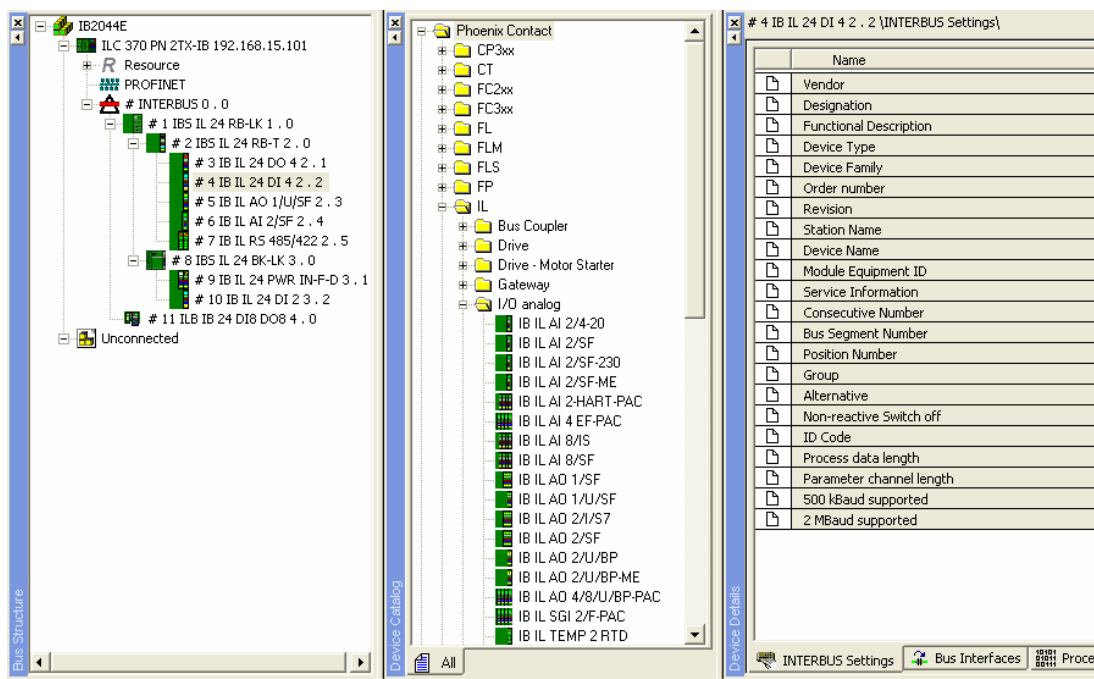 IB2044E
ILC 370 PN 2TX-IB 192.168.15.101
R Resource
PROFINET
# INTERBUS 0 . 0
# 1 IBS IL 24 RB-LK 1 . 0
# 2 IBS IL 24 RB-T 2 . 0
# 3 IB IL 24 DO 4 2 . 1
# 4 IB IL 24 DI 4 2 . 2
# 5 IB IL AO 1/U/SF 2 . 3
# 6 IB IL AI 2/SF 2 . 4
# 7 IB IL RS 485/422 2 . 5
# 8 IBS IL 24 BK-LK 3 . 0
# 9 IB IL 24 PWR IN-F-D 3 . 1
# 10 IB IL 24 DI 2 3 . 2
# 11 ILB IB 24 DI8 DO8 4 . 0
Unconnected
Bus Structure
Phoenix Contact
CP3xx
CT
FC2xx
FC3xx
FL
FLM
FLS
FP
IL
Bus Coupler
Drive
Drive - Motor Starter
Gateway
I/O analog
IB IL AI 2/4-20
IB IL AI 2/SF
IB IL AI 2/SF-230
IB IL AI 2/SF-ME
IB IL AI 2-HART-PAC
IB IL AI 4 EF-PAC
IB IL AI 8/IS
IB IL AI 8/SF
IB IL AO 1/SF
IB IL AO 1/U/SF
IB IL AO 2/I/S7
IB IL AO 2/SF
IB IL AO 2/U/BP
IB IL AO 2/U/BP-ME
IB IL AO 4/8/U/BP-PAC
IB IL SGI 2/F-PAC
IB IL TEMP 2 RTD
All
Device Catalog
# 4 IB IL 24 DI 4 2 . 2 \INTERBUS Settings\
Name
Vendor
Designation
Functional Description
Device Type
Device Family
Order number
Revision
Station Name
Device Name
Module Equipment ID
Service Information
Consecutive Number
Bus Segment Number
Position Number
Group
Alternative
Non-reactive Switch off
ID Code
Process data length
Parameter channel length
500 kBaud supported
2 MBaud supported
Device Details
INTERBUS Settings
Bus Interfaces
10101
01011
00111
Proce